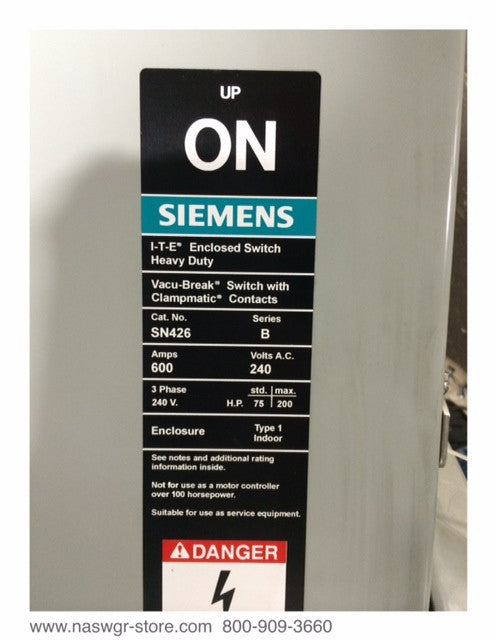 UP
ON
SIEMENS
I-T-E® Enclosed Switch
Heavy Duty
Vacu-Break® Switch with
Clampmatic® Contacts
Cat. No. Series
SN426 B
Amps Volts A.C.
600 240
3 Phase std. max.
240 V. H.P. 75 200
Enclosure Type 1
Indoor
See notes and additional rating
information inside.
Not for use as a motor controller
over 100 horsepower.
Suitable for use as service equipment.
DANGER
www.naswgr-store.com 800-909-3660